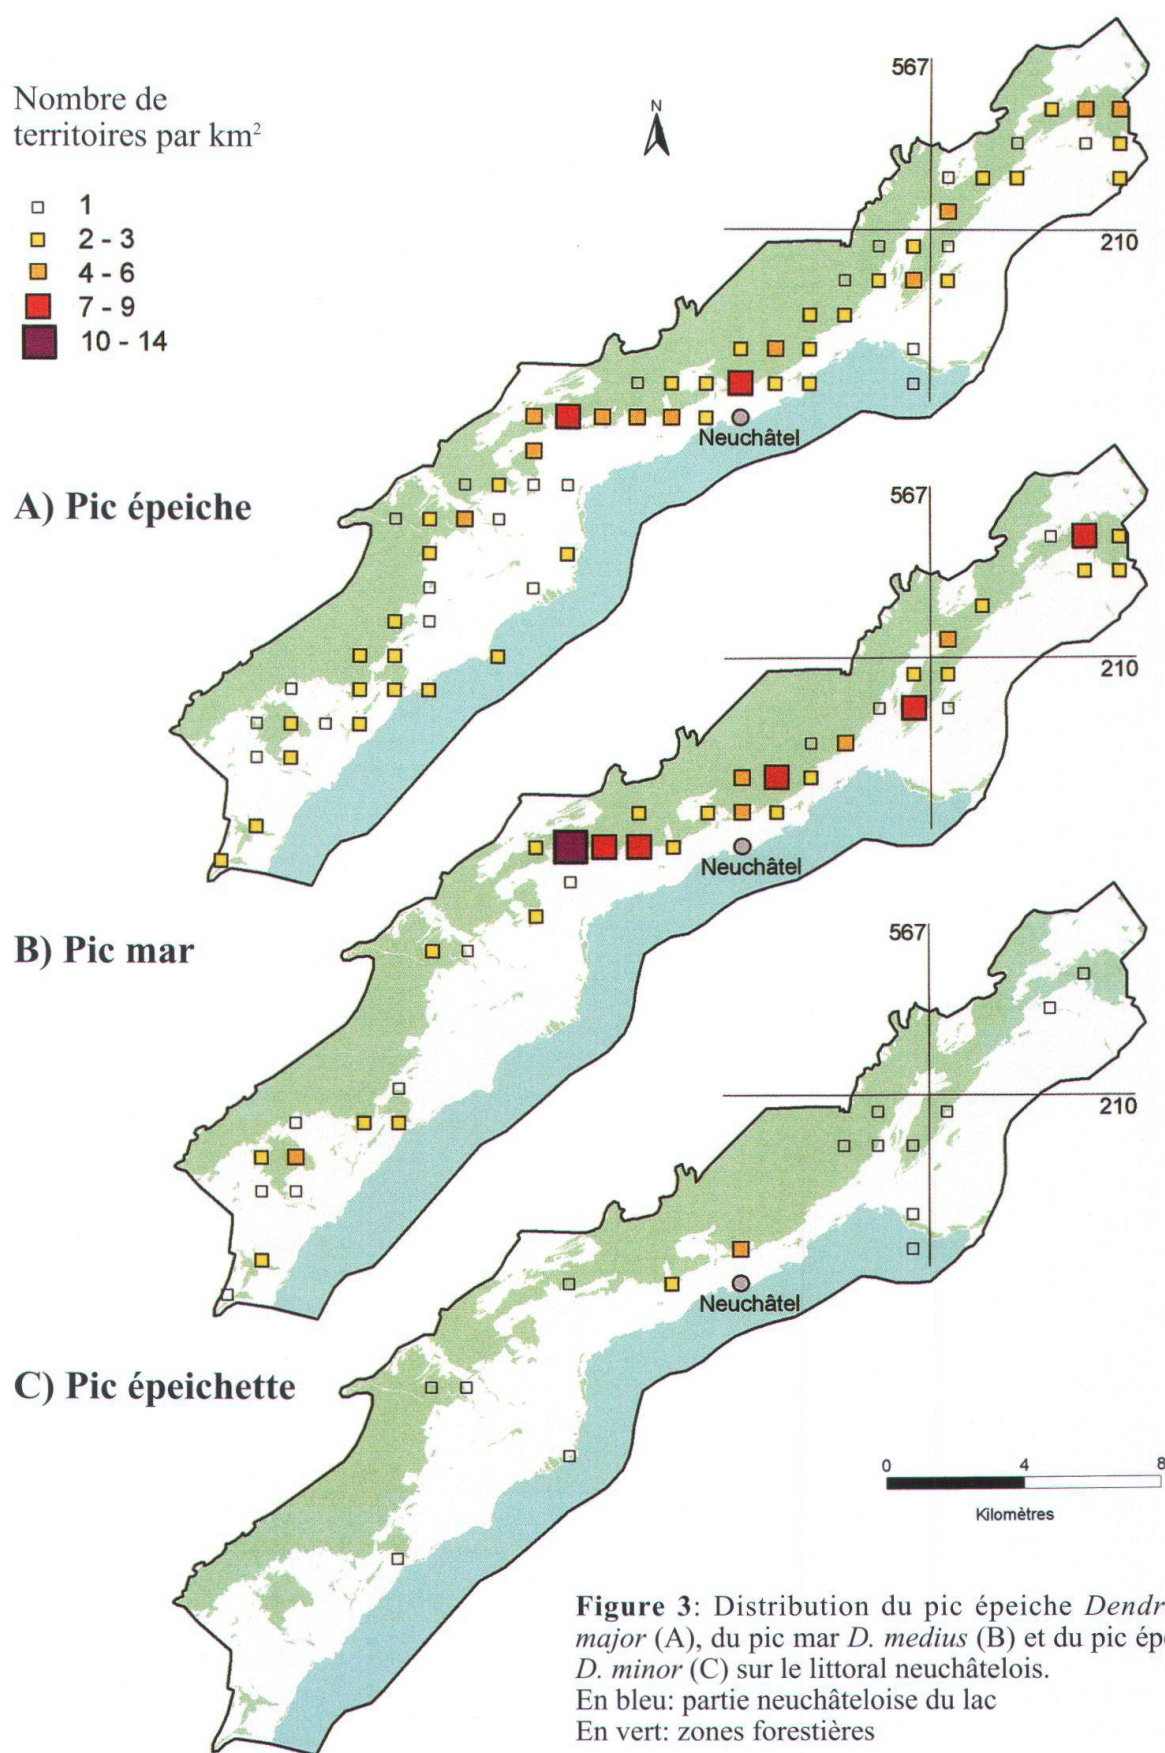 Nombre de
territoires par km²
1
2 - 3
4 - 6
7 - 9
10 - 14
N
567
210
Neuchâtel
A) Pic épeiche
567
210
Neuchâtel
B) Pic mar
567
210
Neuchâtel
C) Pic épeichette
0 4 8
Kilomètres
Figure 3: Distribution du pic épeiche Dendr
major (A), du pic mar D. medius (B) et du pic épe
D. minor (C) sur le littoral neuchâtelois.
En bleu: partie neuchâteloise du lac
En vert: zones forestières